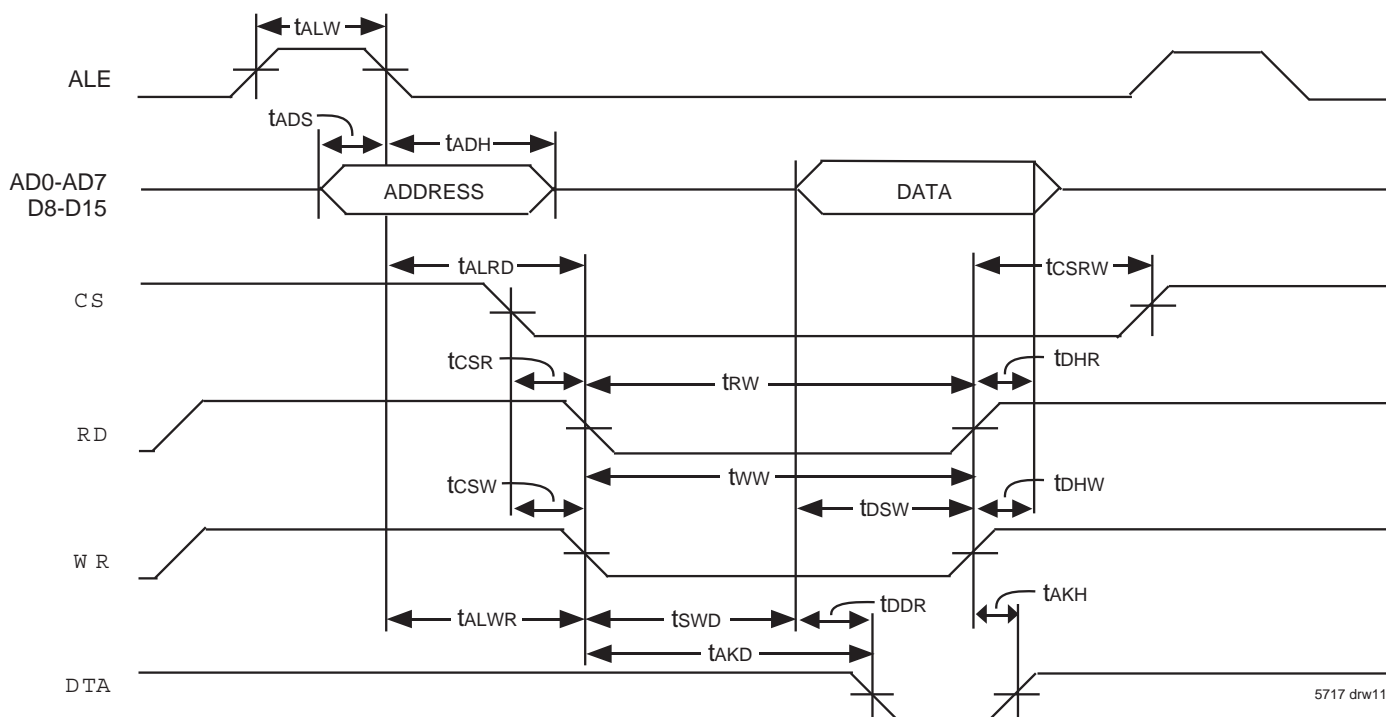 tALW
ALE
tADS
tADH
AD0-AD7
D8-D15
ADDRESS
DATA
tALRD
tCSRW
CS
tCSR
tRW
tDHR
RD
tCSW
tWW
tDHW
tDSW
W R
tALWR
tSWD
tDDR
tAKH
tAKD
DTA
5717 drw11